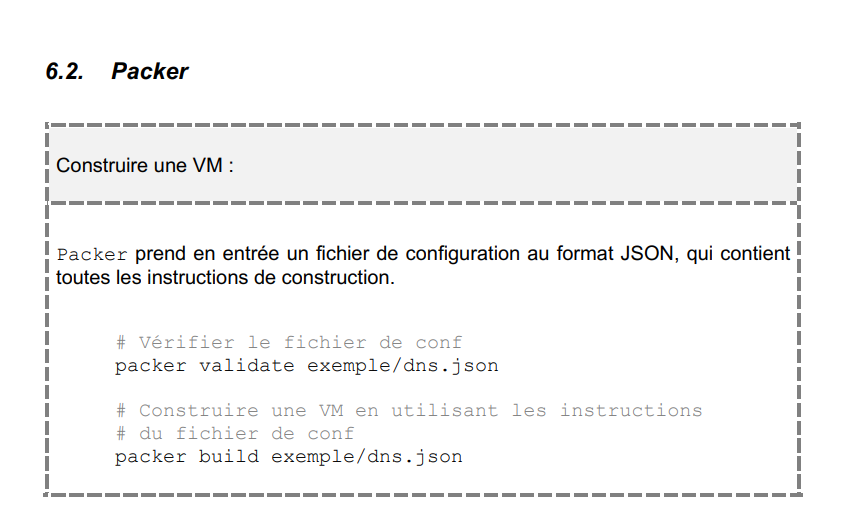 6.2. Packer
Construire une VM :
Packer prend en entrée un fichier de configuration au format JSON, qui contient
toutes les instructions de construction.
# Vérifier le fichier de conf
packer validate exemple/dns.json
# Construire une VM en utilisant les instructions
# du fichier de conf
packer build exemple/dns.json